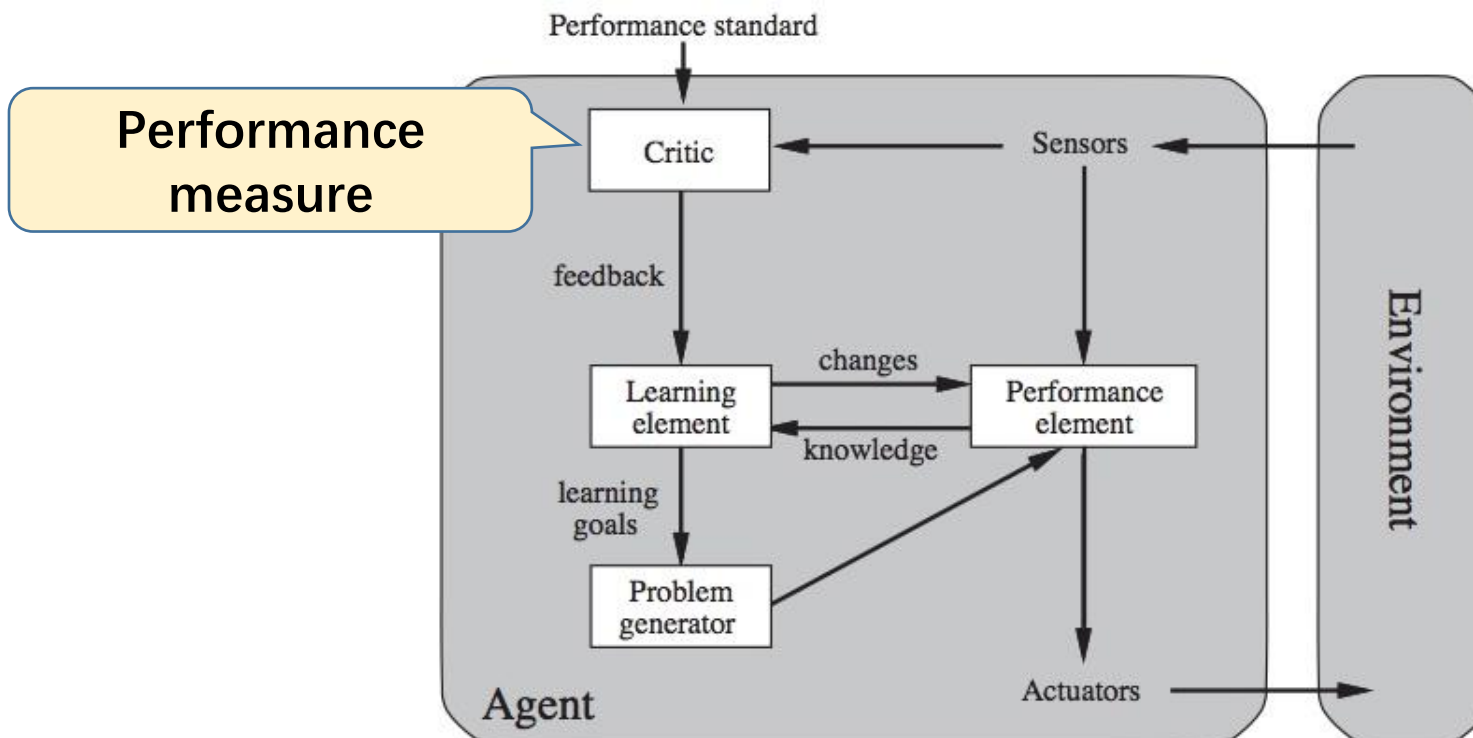 Performance standard
Performance
measure
Critic
Sensors
feedback
changes
Learning
element
Performance
element
knowledge
learning
goals
Problem
generator
Agent
Actuators
Environment